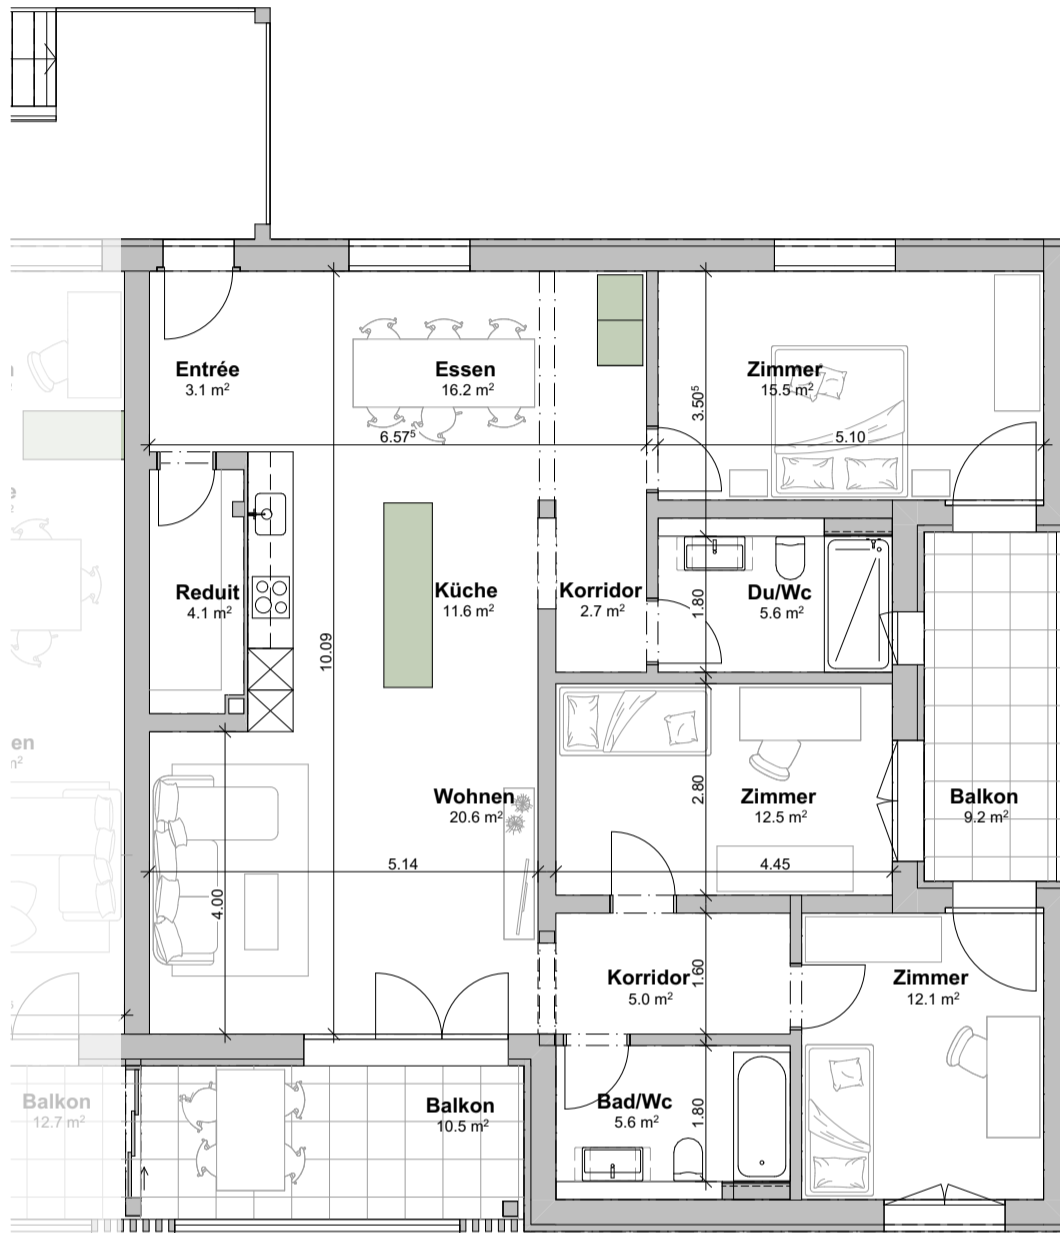 Entrée
3.1 m²
Essen
16.2 m²
Zimmer
15.5 m²
3.50⁵
6.57⁵
5.10
Reduit
4.1 m²
Küche
11.6 m²
Korridor
2.7 m²
1.80
Du/Wc
5.6 m²
10.09
en
Wohnen
20.6 m²
2.80
Zimmer
12.5 m²
Balkon
9.2 m²
5.14
4.45
4.00
Korridor
5.0 m²
1.60
Zimmer
12.1 m²
Balkon
12.7 m²
Balkon
10.5 m²
Bad/Wc
5.6 m²
1.80